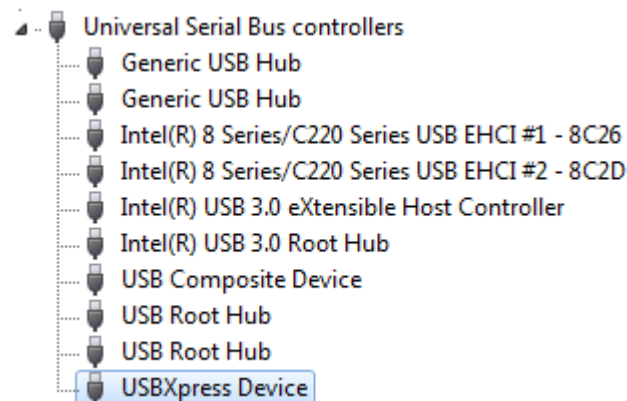 Universal Serial Bus controllers
Generic USB Hub
Generic USB Hub
Intel(R) 8 Series/C220 Series USB EHCI #1 - 8C26
Intel(R) 8 Series/C220 Series USB EHCI #2 - 8C2D
Intel(R) USB 3.0 eXtensible Host Controller
Intel(R) USB 3.0 Root Hub
USB Composite Device
USB Root Hub
USB Root Hub
USBXpress Device